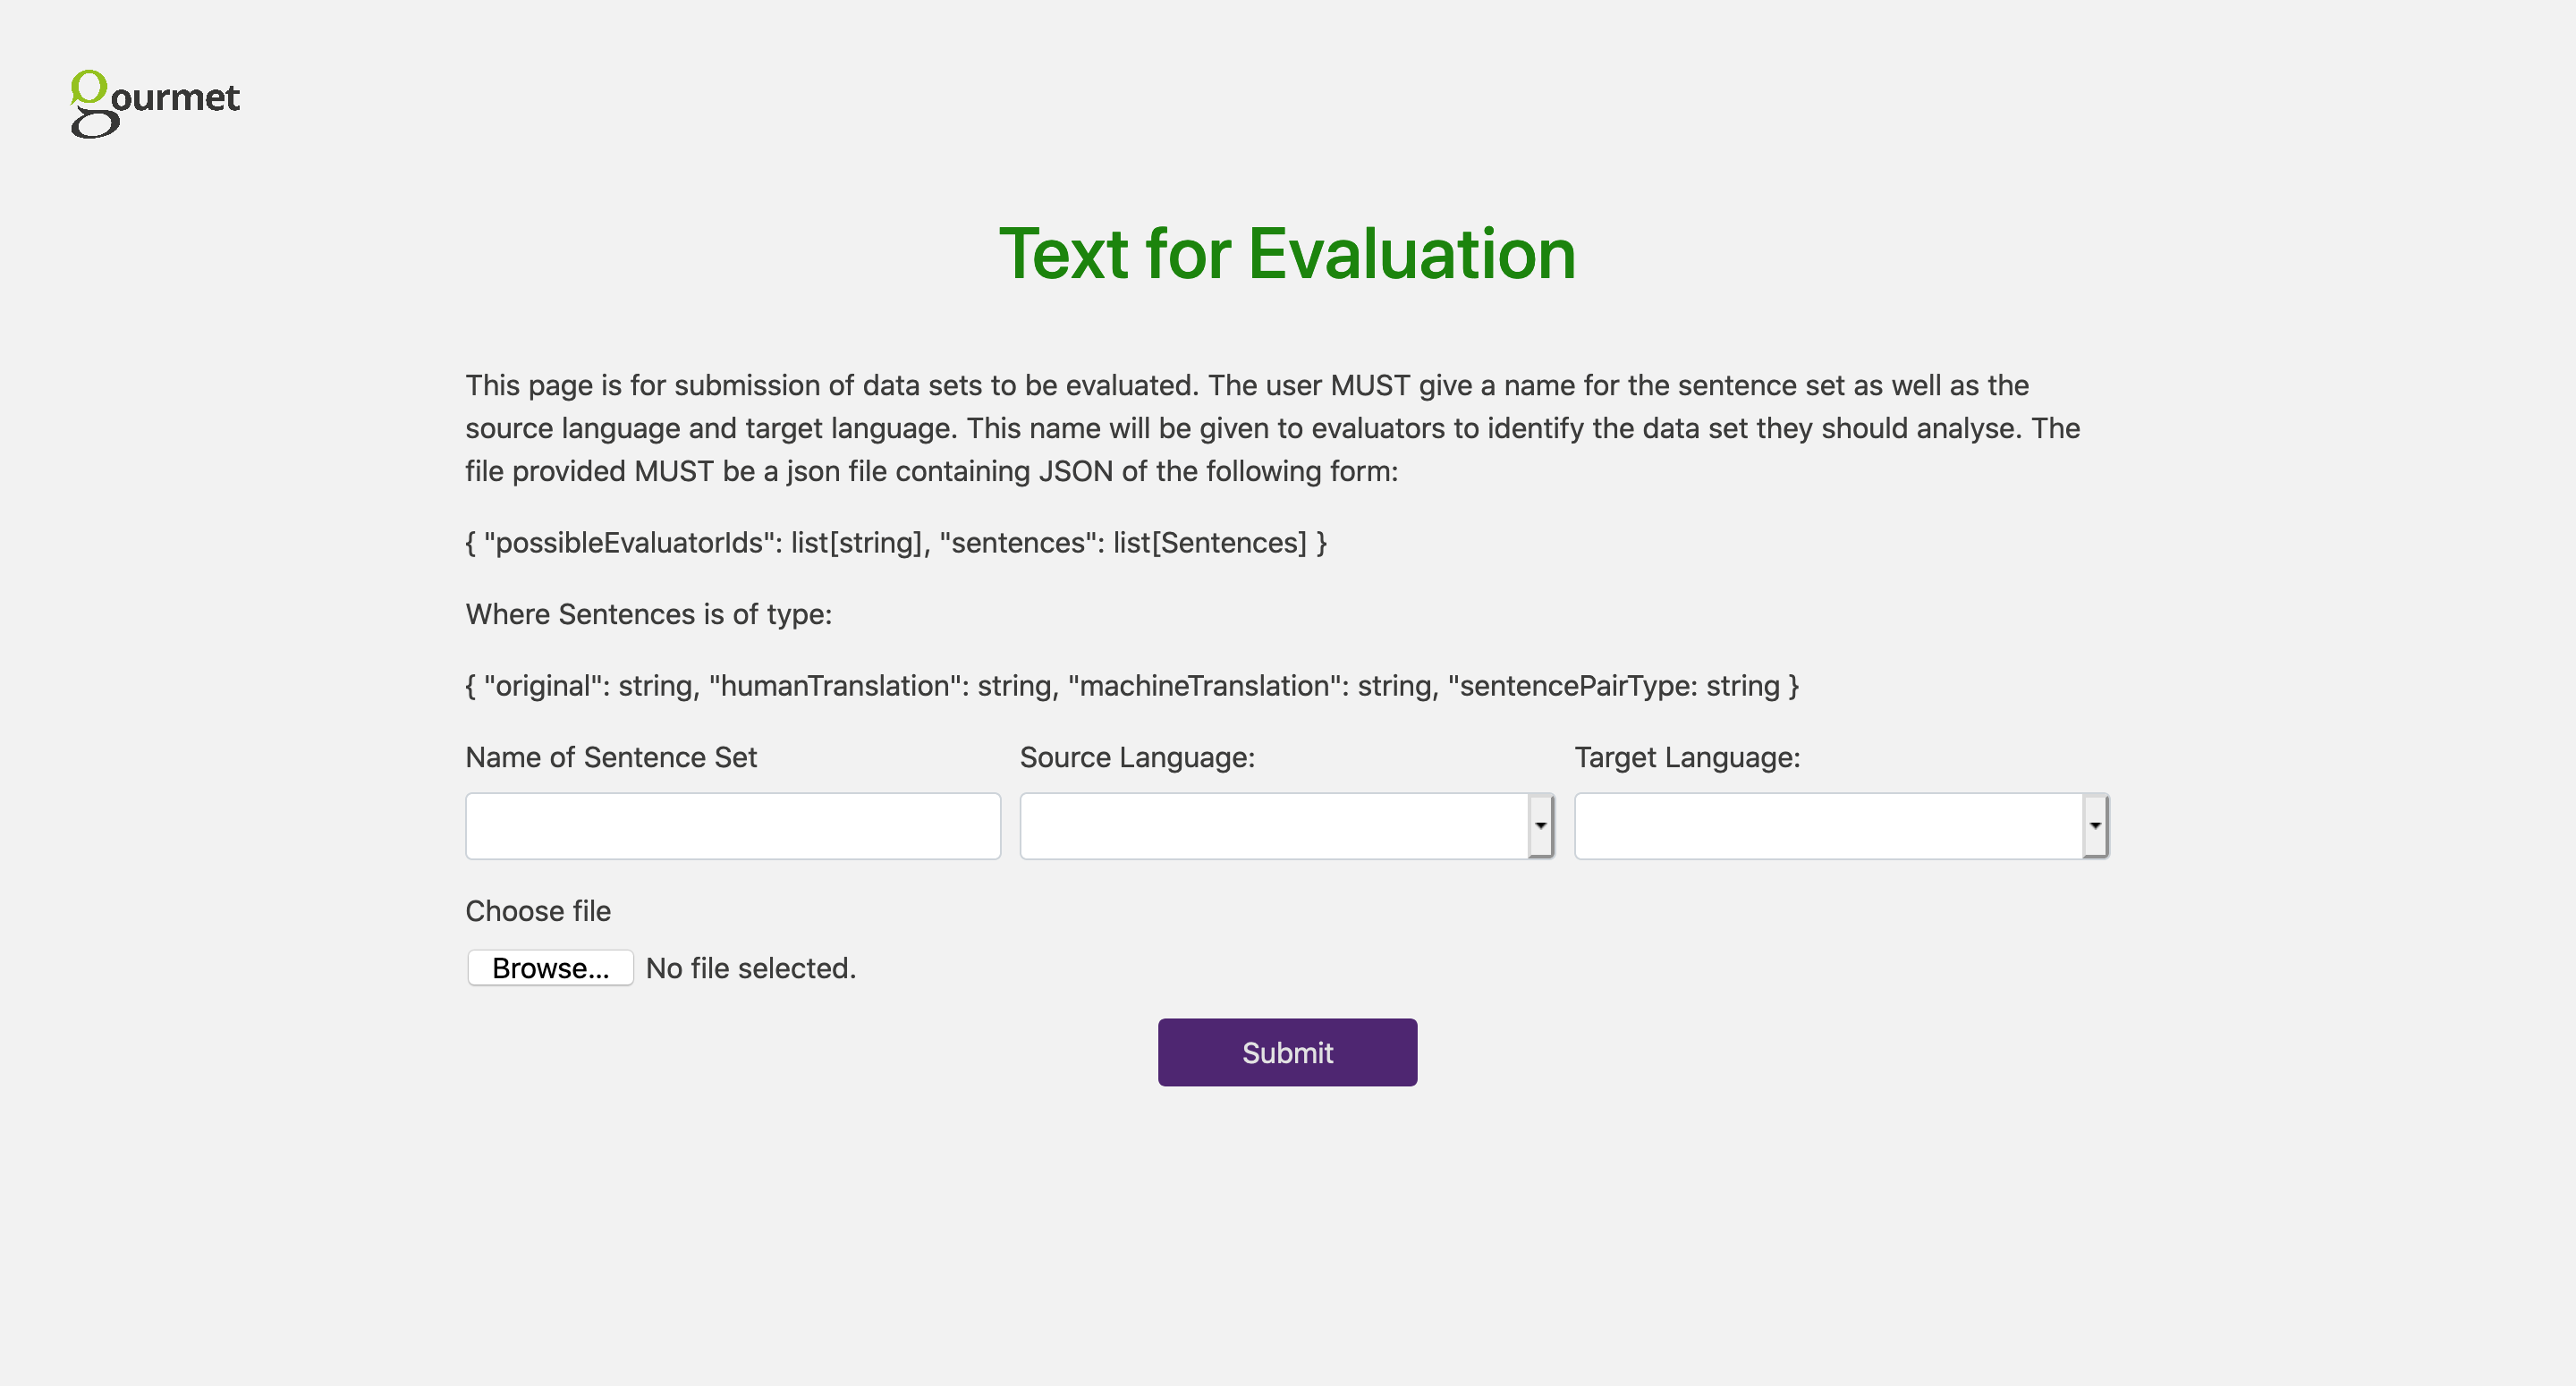 gourmet
Text for Evaluation
This page is for submission of data sets to be evaluated. The user MUST give a name for the sentence set as well as the
source language and target language. This name will be given to evaluators to identify the data set they should analyse. The
file provided MUST be a json file containing JSON of the following form:
{ "possibleEvaluatorIds": list[string], "sentences": list[Sentences] }
Where Sentences is of type:
{ "original": string, "humanTranslation": string, "machineTranslation": string, "sentencePairType: string }
Name of Sentence Set
Source Language:
Target Language:
Choose file
Browse... No file selected.
Submit